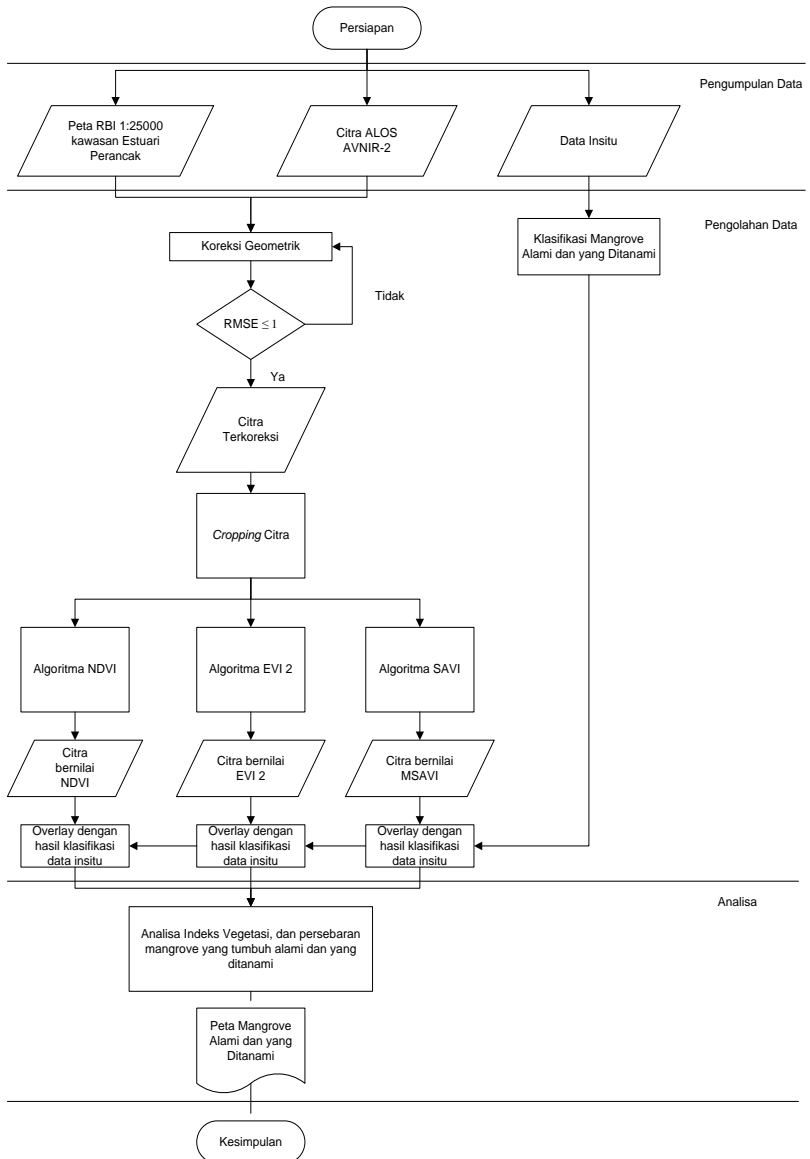 Persiapan
Pengumpulan Data
Peta RBI 1:25000
kawasan Estuari
Perancak
Citra ALOS
AVNIR-2
Data Insitu
Pengolahan Data
Koreksi Geometrik
Klasifikasi Mangrove
Alami dan yang Ditanami
Tidak
RMSE ≤ 1
Ya
Citra
Terkoreksi
Cropping Citra
Algoritma NDVI
Algoritma EVI 2
Algoritma SAVI
Citra
bernilai
NDVI
Citra bernilai
EVI 2
Citra bernilai
MSAVI
Overlay dengan
hasil klasifikasi
data insitu
Overlay dengan
hasil klasifikasi
data insitu
Overlay dengan
hasil klasifikasi
data insitu
Analisa
Analisa Indeks Vegetasi, dan persebaran
mangrove yang tumbuh alami dan yang
ditanami
Peta Mangrove
Alami dan yang
Ditanami
Kesimpulan